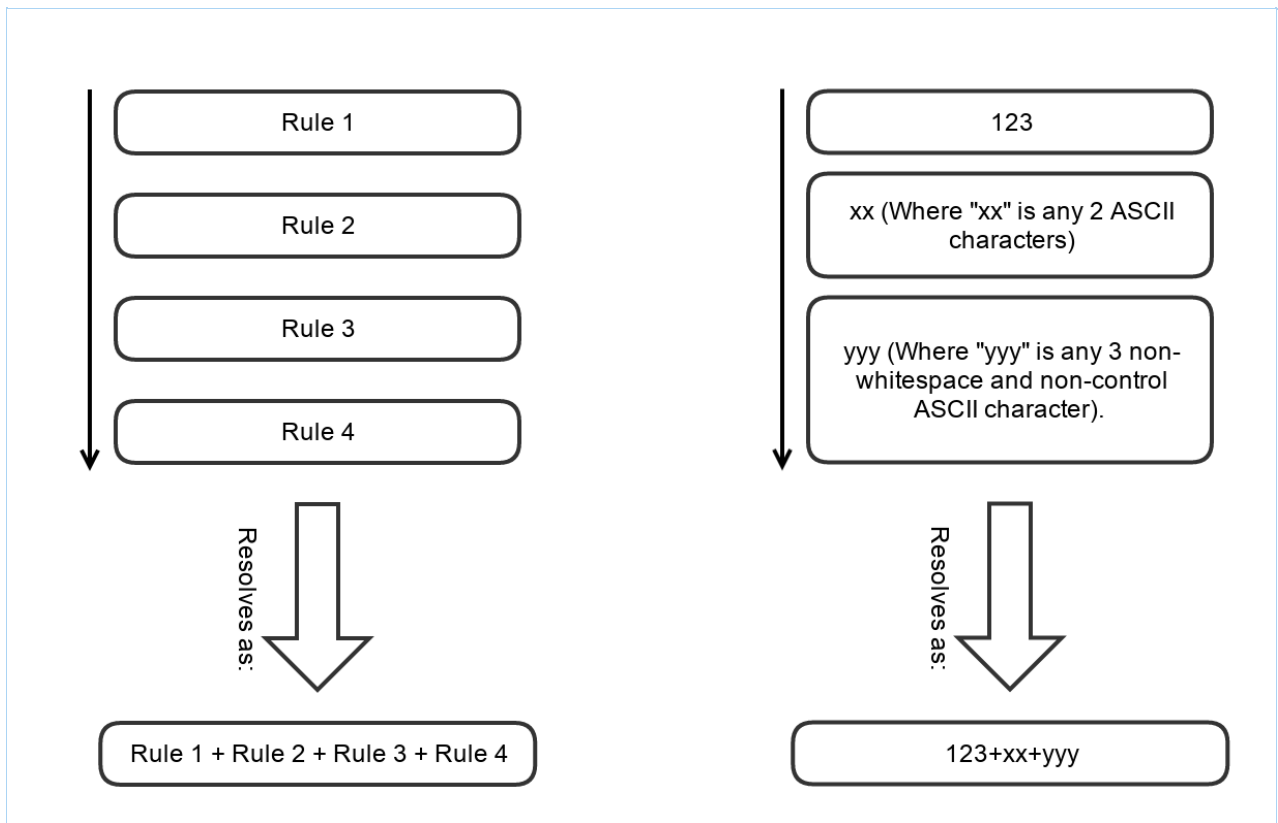 Rule 1
Rule 2
Rule 3
Rule 4
Resolves as:
Rule 1 + Rule 2 + Rule 3 + Rule 4
123
xx (Where "xx" is any 2 ASCII
characters)
yyy (Where "yyy" is any 3 non-
whitespace and non-control
ASCII character).
Resolves as:
123+xx+yyy